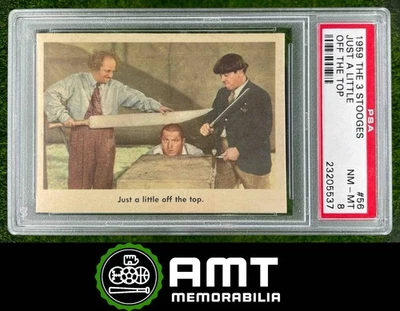 Just a little off the top.
1959 THE 3 STOOGES
JUST A LITTLE
OFF THE TOP
#56
NM-MT 8
23205537
PSA
AMT
MEMORABILIA